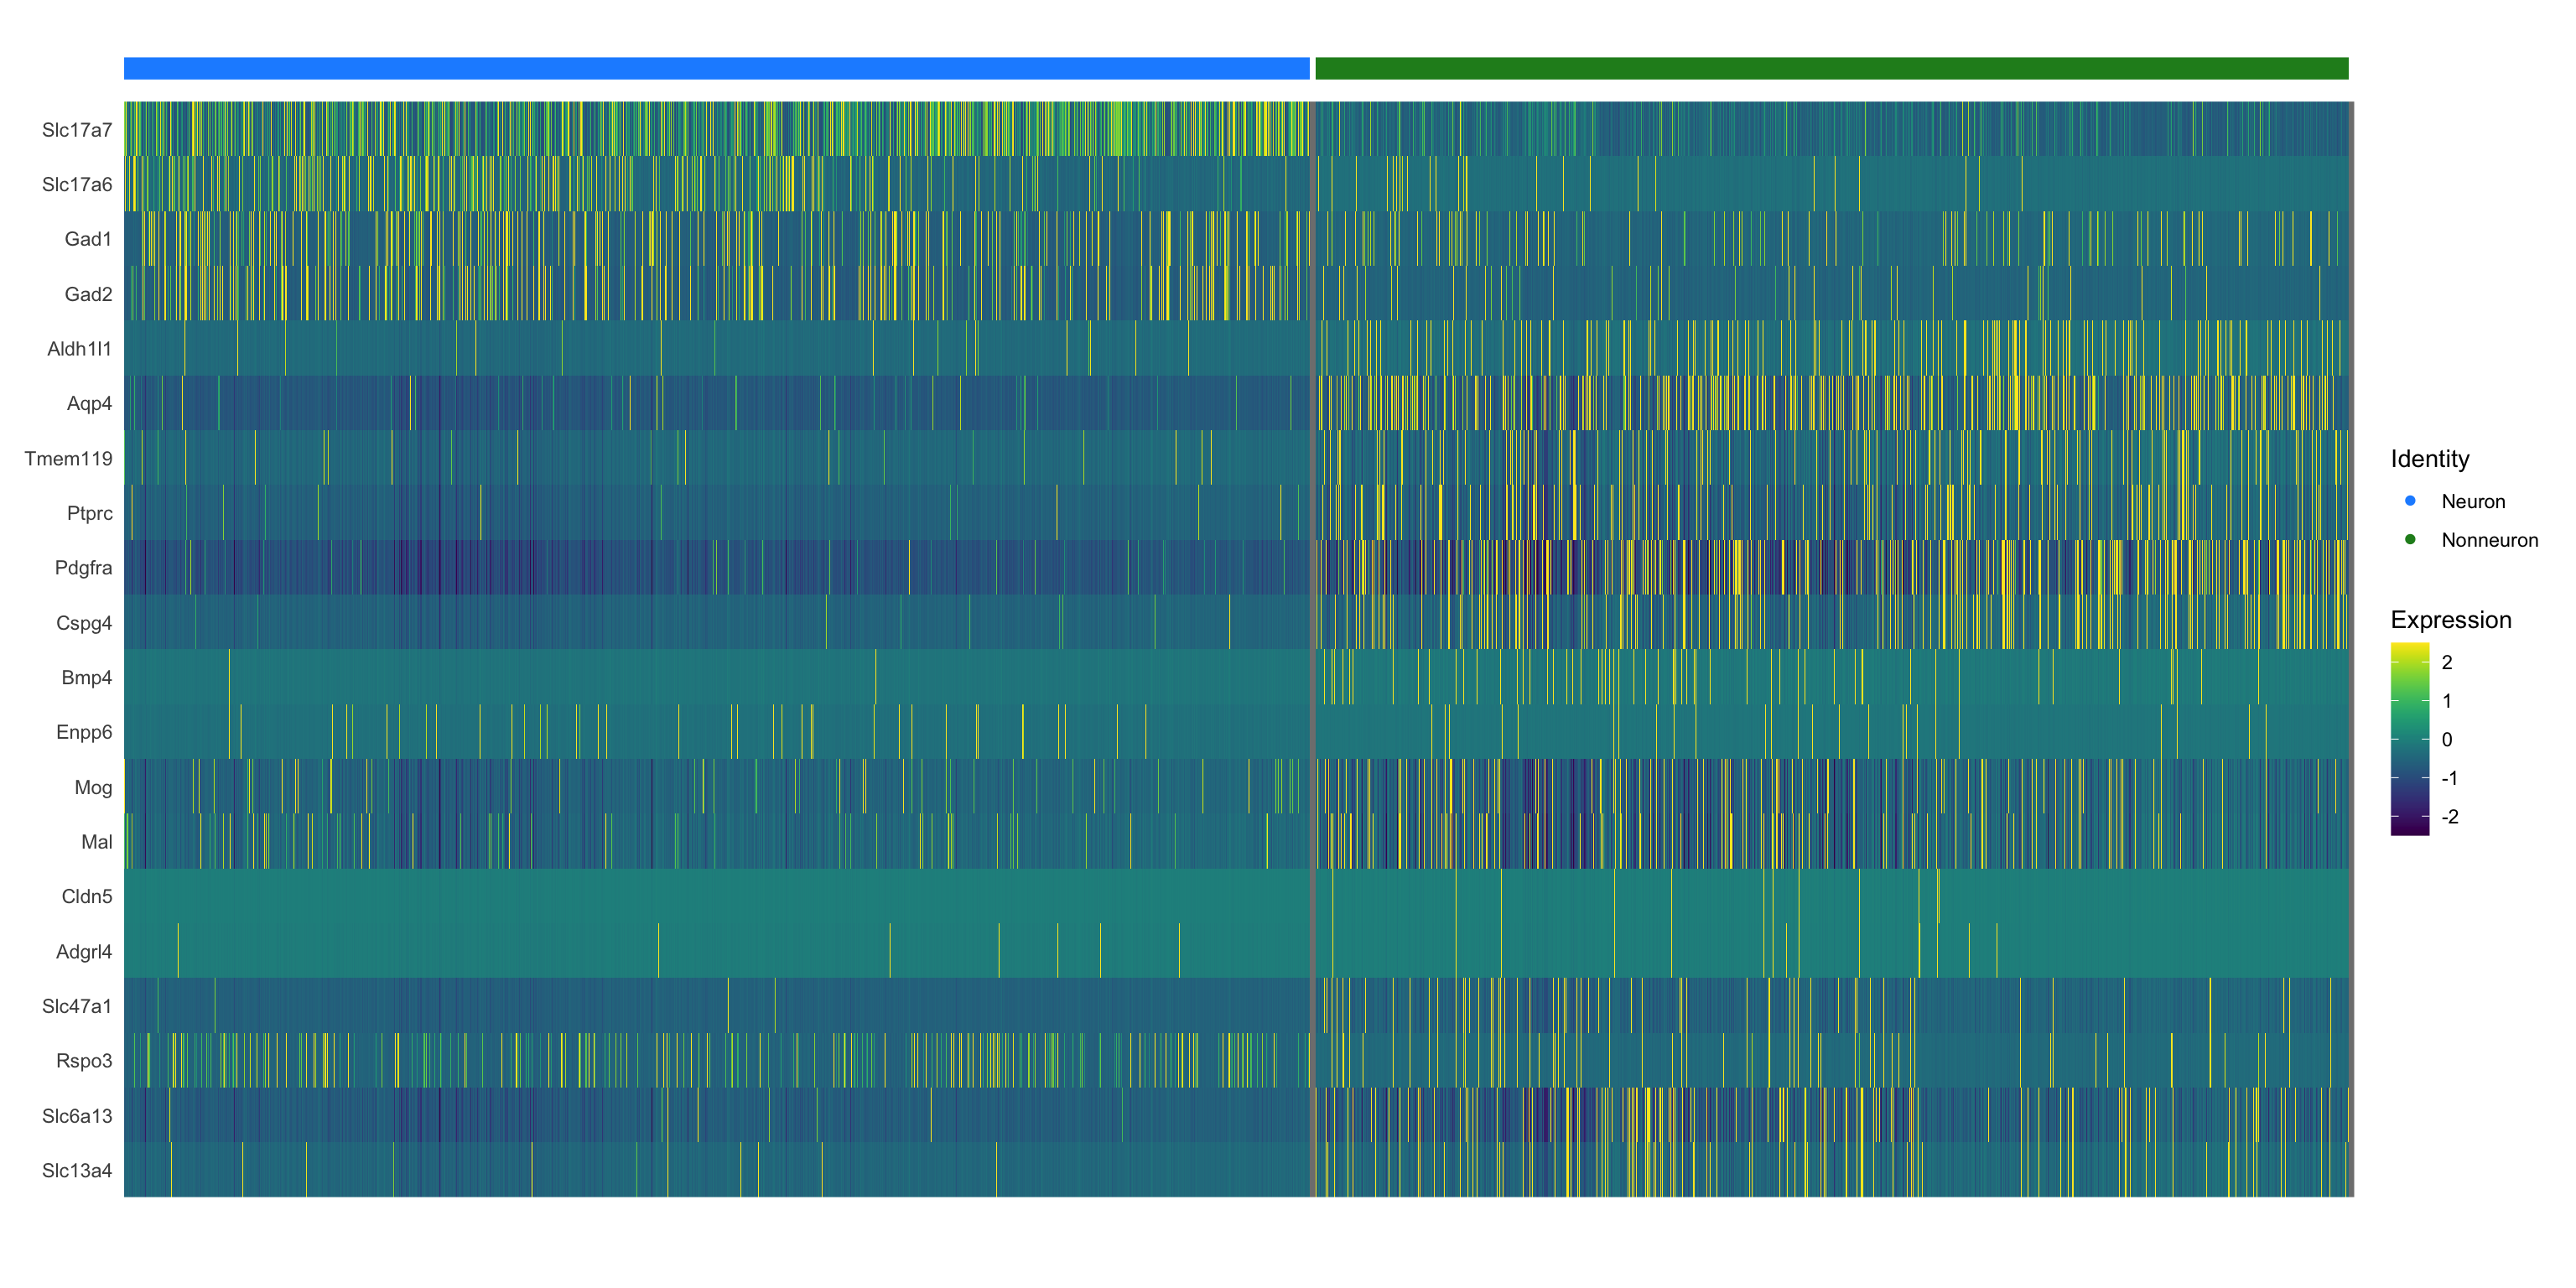 Slc17a7
Slc17a6
Gad1
Gad2
Aldh1l1
Aqp4
Tmem119
Ptprc
Pdgfra
Cspg4
Bmp4
Enpp6
Mog
Mal
Cldn5
Adgrl4
Slc47a1
Rspo3
Slc6a13
Slc13a4
Identity
Neuron
Nonneuron
Expression
2
1
0
-1
-2